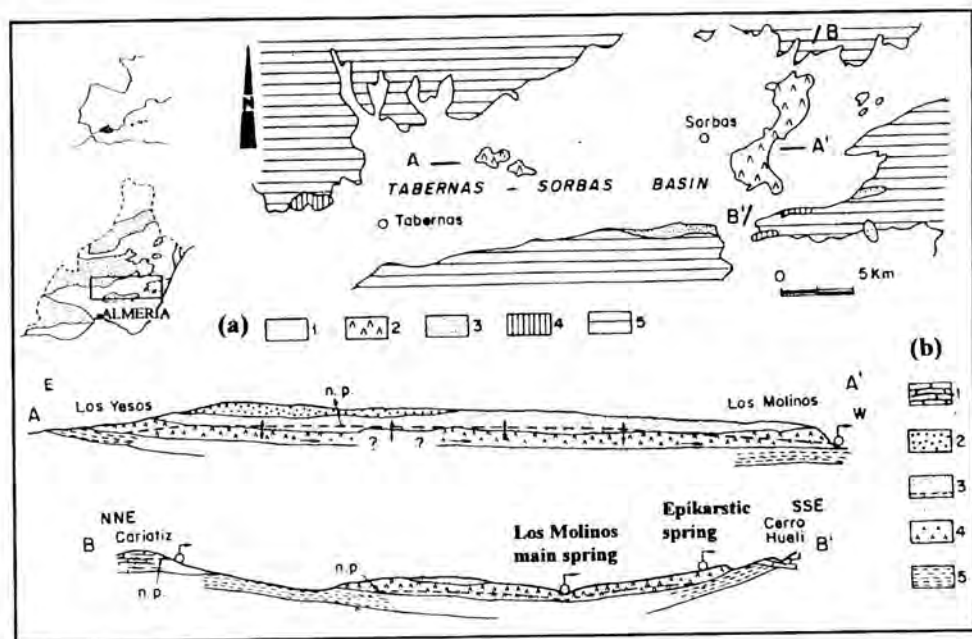 N
B
Sorbas
A
A'
TABERNAS - SORBAS BASIN
B'
Tabernas
0 5 Km
ALMERIA
(a) 1 2 3 4 5
(b)
E
A
Los Yesos
n.p.
? ?
Los Molinos
A'
W
1
2
3
4
5
NNE
B
Cariatiz
n.p.
n.p.
Los Molinos
main spring
Epikarstic
spring
SSE
Cerro
Hueli
B'